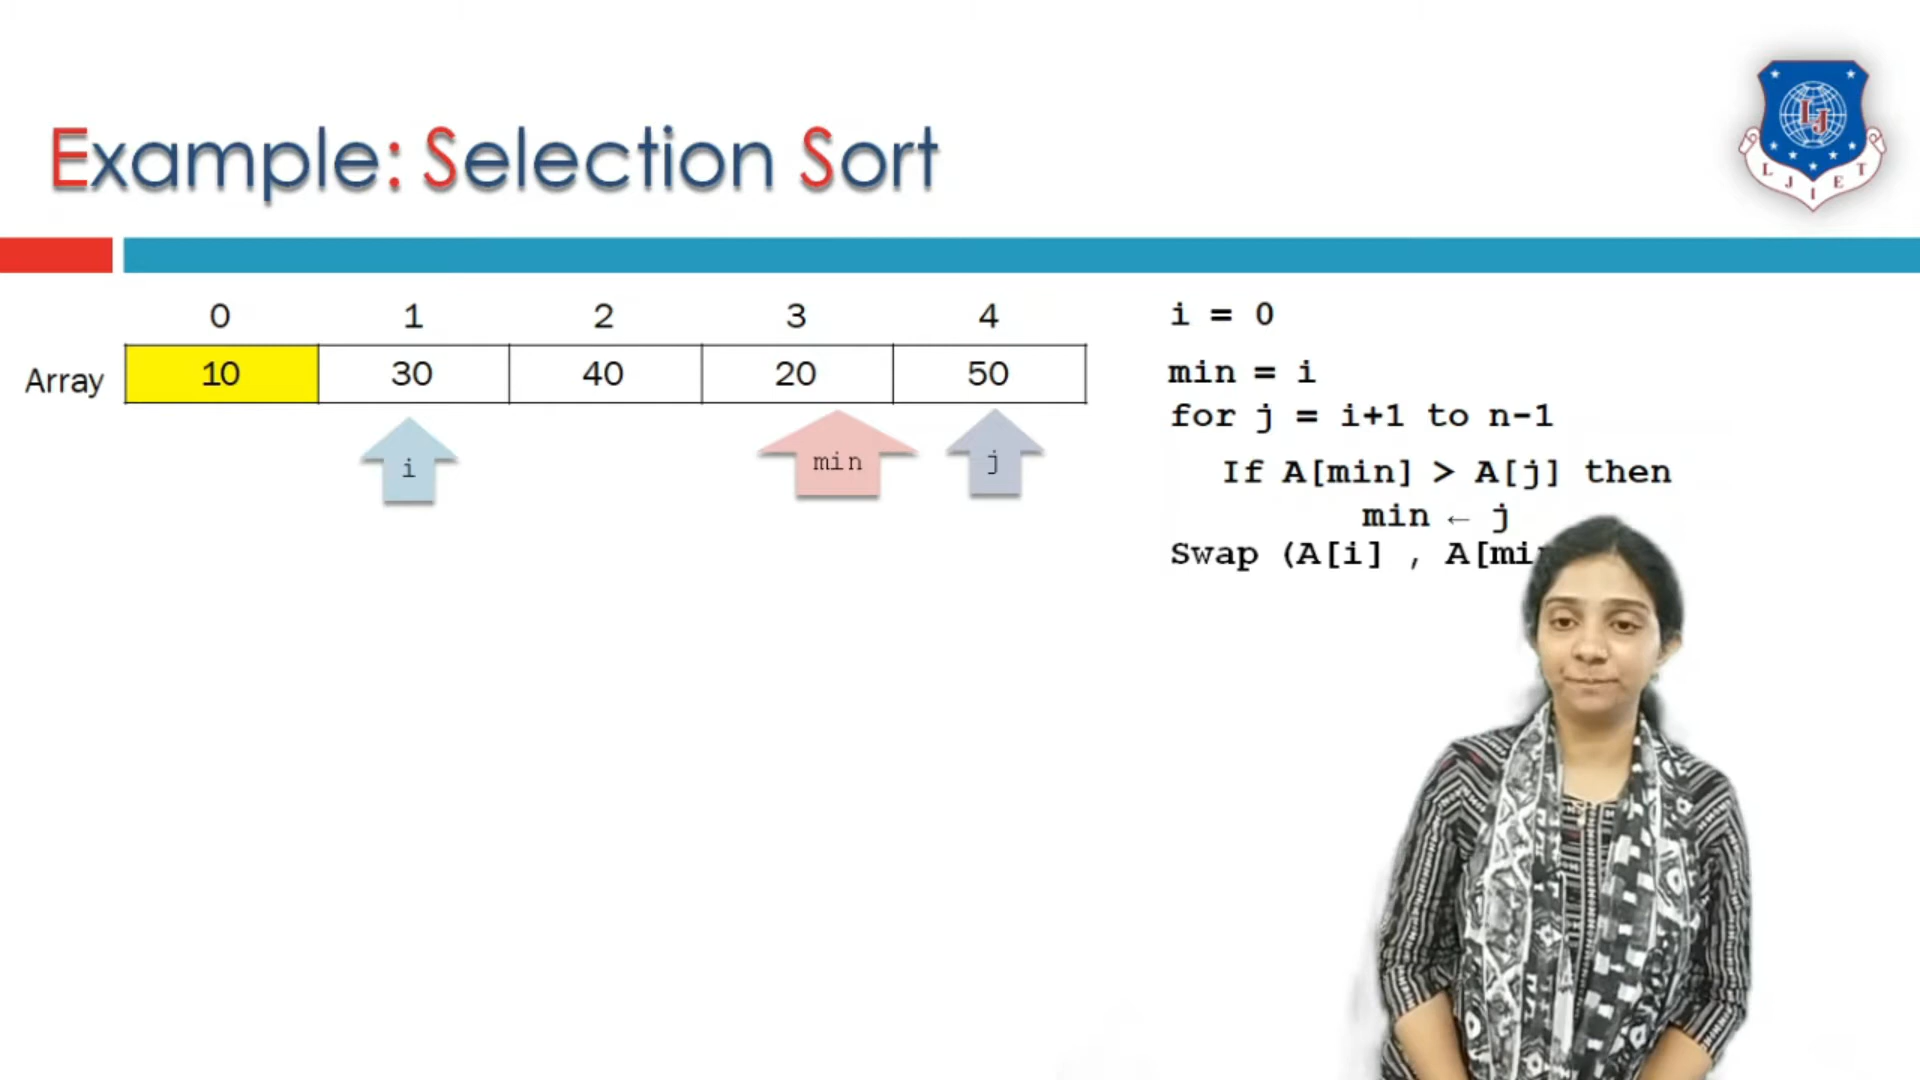 Example: Selection Sort
L J I E T
LJ
0 1 2 3 4
Array 10 30 40 20 50
i min j
i = 0
min = i
for j = i+1 to n-1
If A[min] > A[j] then
min ← j
Swap (A[i] , A[mi